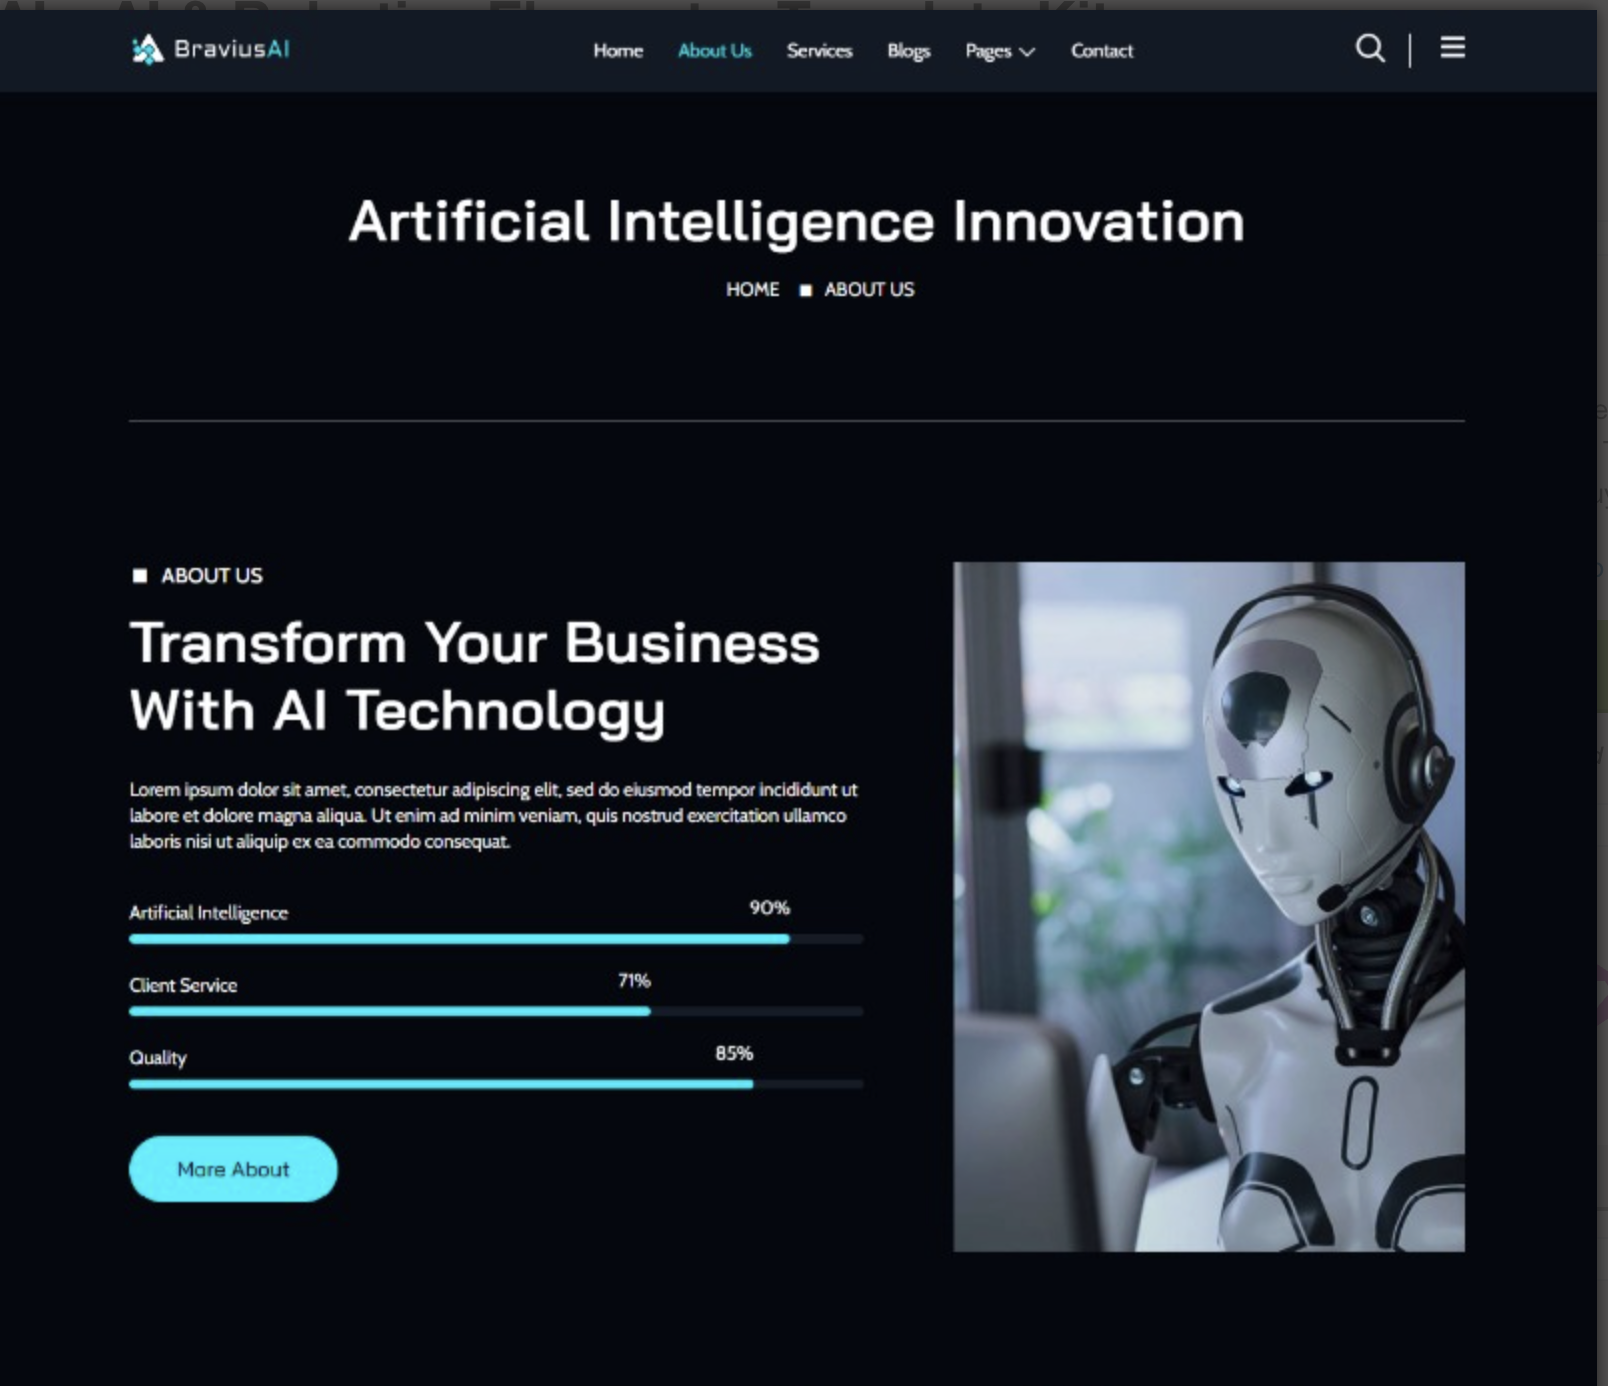 BraviusAI
Home About Us Services Blogs Pages Contact
Artificial Intelligence Innovation
HOME ABOUT US
ABOUT US
Transform Your Business
With AI Technology
Lorem ipsum dolor sit amet, consectetur adipiscing elit, sed do eiusmod tempor incididunt ut
labore et dolore magna aliqua. Ut enim ad minim veniam, quis nostrud exercitation ullamco
laboris nisi ut aliquip ex ea commodo consequat.
Artificial Intelligence 90%
Client Service 71%
Quality 85%
More About